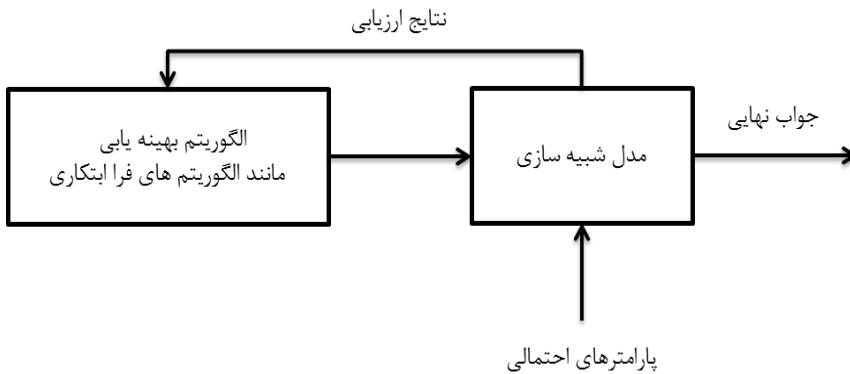 نتایج ارزیابی
الگوریتم بهینه یابی
مانند الگوریتم های فرا ابتکاری
مدل شبیه سازی
جواب نهایی
پارامترهای احتمالی